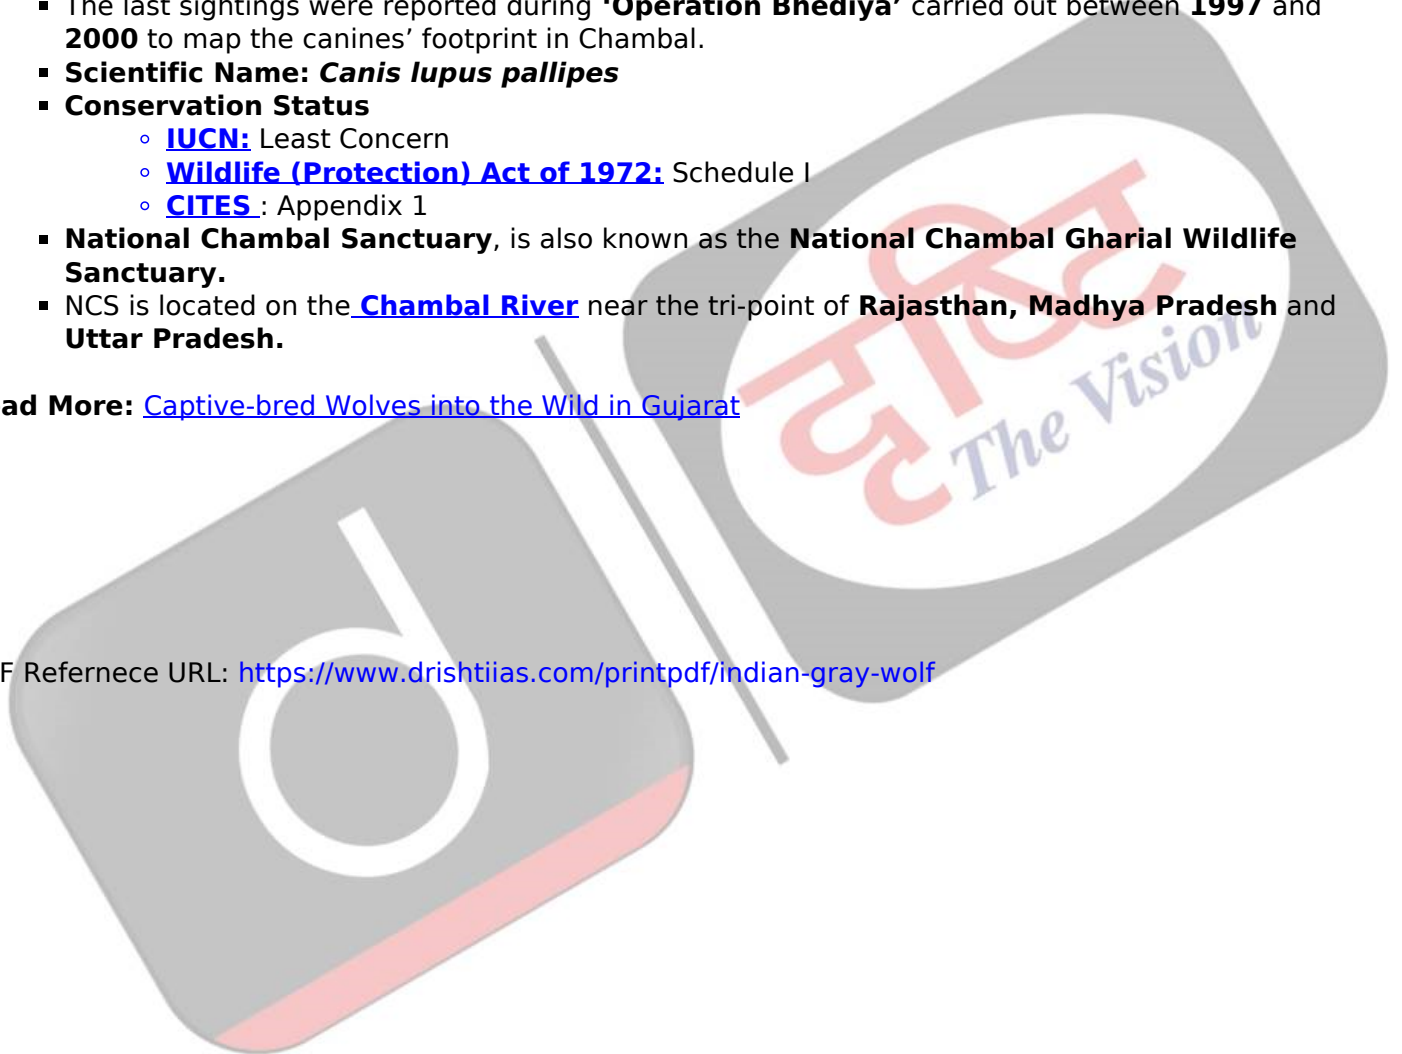 The last sightings were reported during ‘Operation Bhediya’ carried out between 1997 and
2000 to map the canines’ footprint in Chambal.
Scientific Name: Canis lupus pallipes
Conservation Status
IUCN: Least Concern
Wildlife (Protection) Act of 1972: Schedule I
CITES : Appendix 1
National Chambal Sanctuary, is also known as the National Chambal Gharial Wildlife
Sanctuary.
NCS is located on the Chambal River near the tri-point of Rajasthan, Madhya Pradesh and
Uttar Pradesh.
ad More: Captive-bred Wolves into the Wild in Gujarat
F Refernece URL: https://www.drishtiias.com/printpdf/indian-gray-wolf
दृष्टि
The Vision